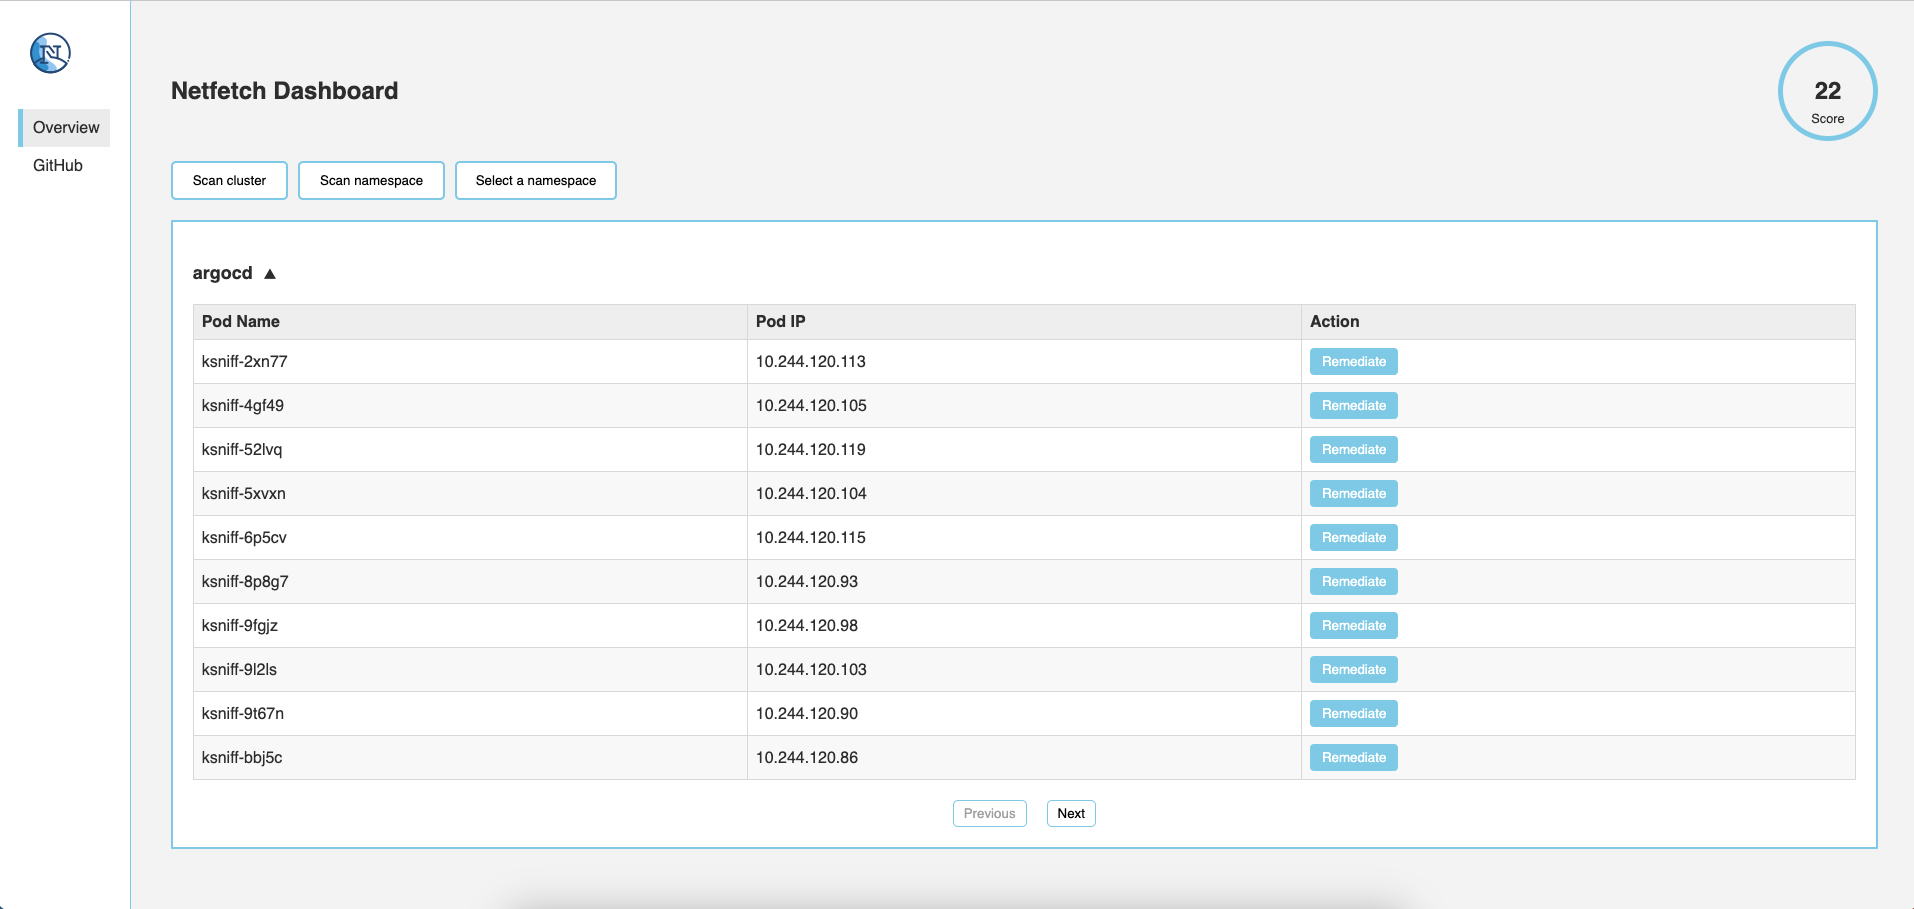 N
Overview
GitHub
Netfetch Dashboard
22
Score
Scan cluster Scan namespace Select a namespace
argocd ▲
Pod Name Pod IP Action
ksniff-2xn77 10.244.120.113 Remediate
ksniff-4gf49 10.244.120.105 Remediate
ksniff-52lvq 10.244.120.119 Remediate
ksniff-5xvxn 10.244.120.104 Remediate
ksniff-6p5cv 10.244.120.115 Remediate
ksniff-8p8g7 10.244.120.93 Remediate
ksniff-9fgjz 10.244.120.98 Remediate
ksniff-9l2ls 10.244.120.103 Remediate
ksniff-9t67n 10.244.120.90 Remediate
ksniff-bbj5c 10.244.120.86 Remediate
Previous Next